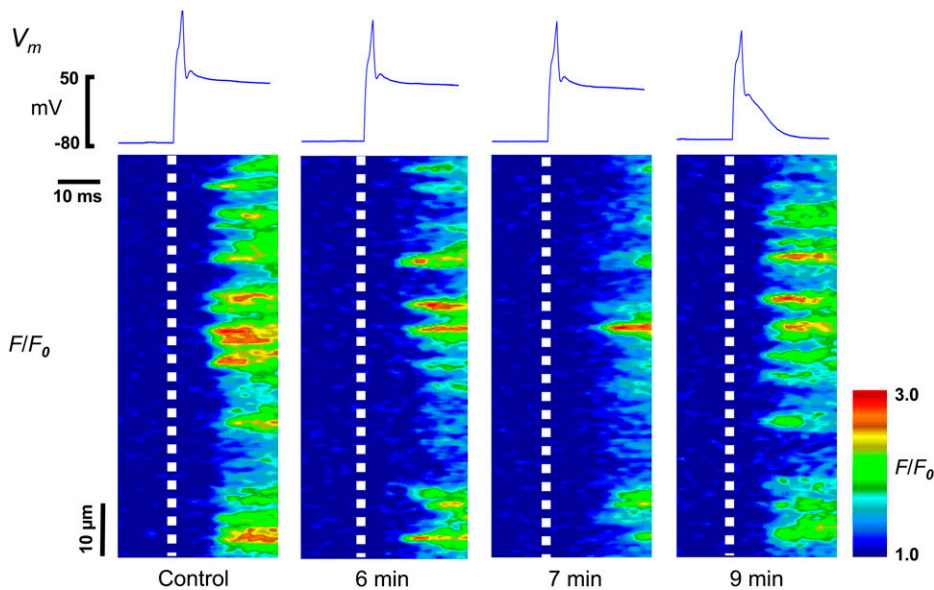 Vm
50
mV
-80
10 ms
F/F0
10 μm
3.0
F/F0
1.0
Control
6 min
7 min
9 min